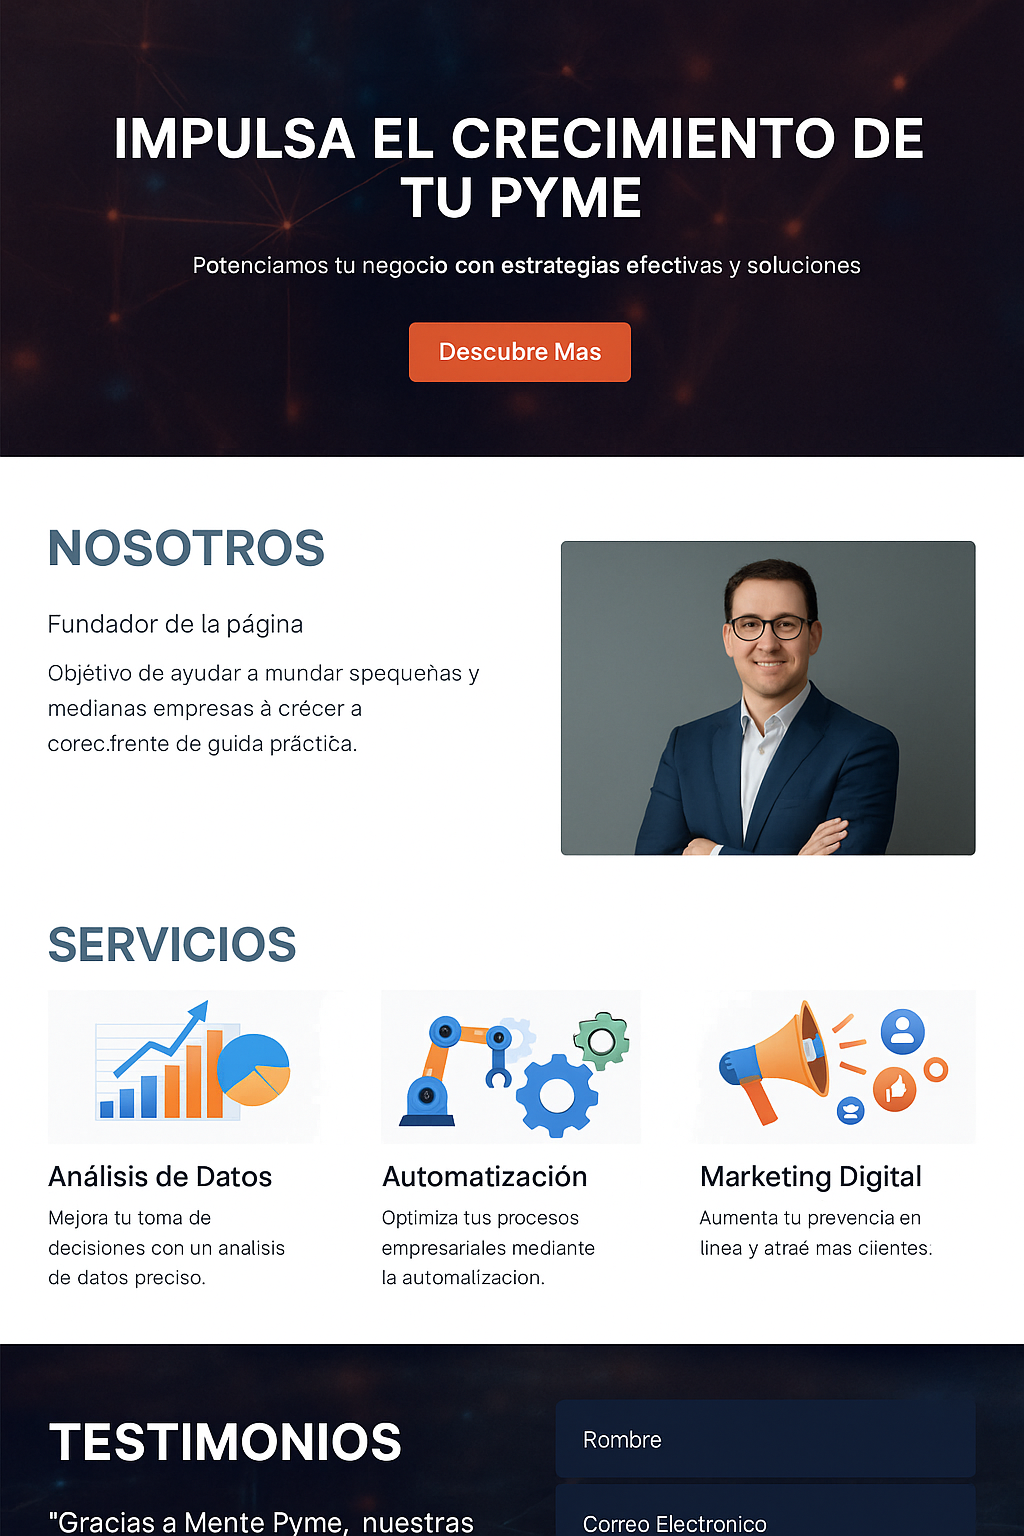 IMPULSA EL CRECIMIENTO DE
TU PYME
Potenciamos tu negocio con estrategias efectivas y soluciones
Descubre Mas
NOSOTROS
Fundador de la página
Objétivo de ayudar a mundar spequeǹas y
medianas empresas à crécer a
corec.frente de guida práctica.
SERVICIOS
Análisis de Datos
Mejora tu toma de
decisiones con un analisis
de datos preciso.
Automatización
Optimiza tus procesos
empresariales mediante
la automalízacion.
Marketing Digital
Aumenta tu prevencia en
linea y atraé mas ciientes.
TESTIMONIOS
"Gracias a Mente Pyme, nuestras
Rombre
Correo Electronico